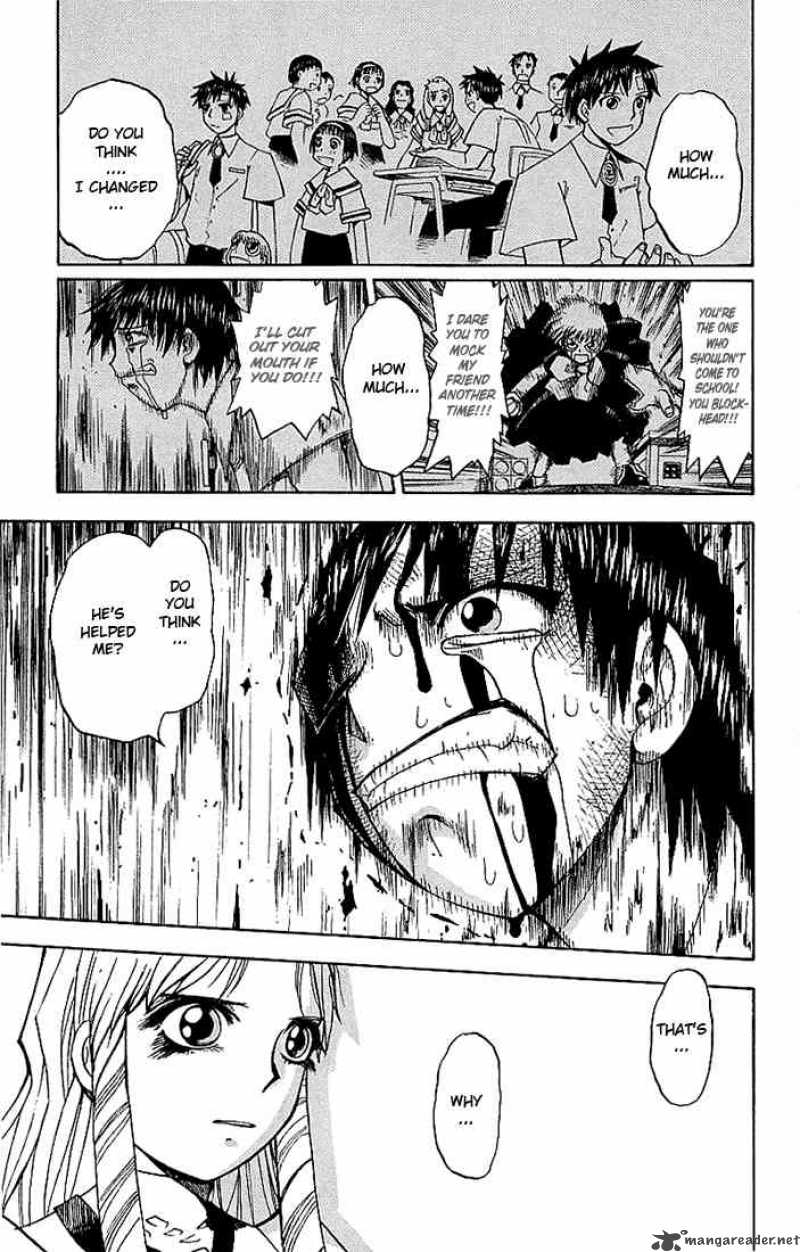 HOW
MUCH...
DO YOU
THINK
....
I CHANGED
...
YOU'RE
THE ONE
WHO
SHOULDN'T
COME TO
SCHOOL!
YOU BLOCK-
HEAD!!!
I DARE
YOU TO
MOCK
MY
FRIEND
ANOTHER
TIME!!!
HOW
MUCH...
I'LL CUT
OUT YOUR
MOUTH IF
YOU DO!!!
DO
YOU
THINK
...
HE'S
HELPED
ME?
THAT'S
...
WHY
...
mangareader.net